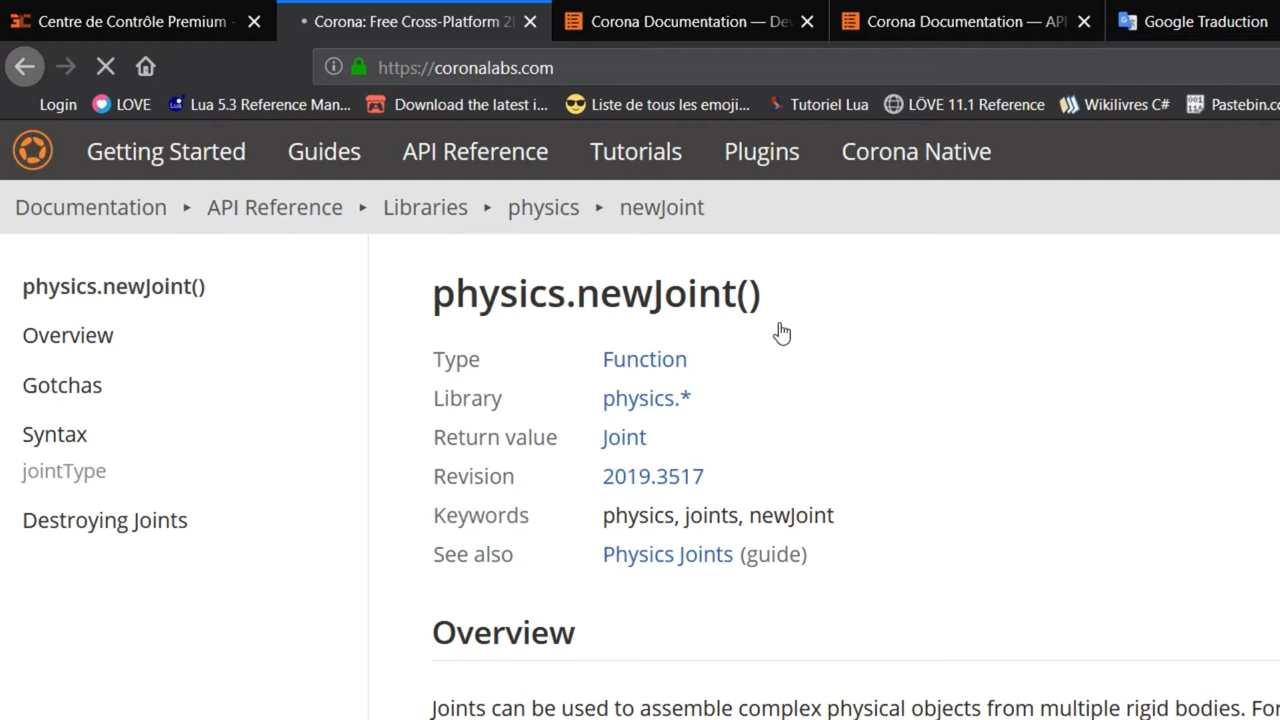 Centre de Contrôle Premium -
Corona: Free Cross-Platform 2
Corona Documentation — De
Corona Documentation — API
Google Traduction
https://coronalabs.com
Login LOVE Lua 5.3 Reference Man... Download the latest i... Liste de tous les emoji... Tutoriel Lua LÖVE 11.1 Reference Wikilivres C# Pastebin.c
Getting Started Guides API Reference Tutorials Plugins Corona Native
Documentation ▸ API Reference ▸ Libraries ▸ physics ▸ newJoint
physics.newJoint()
Overview
Gotchas
Syntax
jointType
Destroying Joints
physics.newJoint()
Type Function
Library physics.*
Return value Joint
Revision 2019.3517
Keywords physics, joints, newJoint
See also Physics Joints (guide)
Overview
Joints can be used to assemble complex physical objects from multiple rigid bodies. Fo